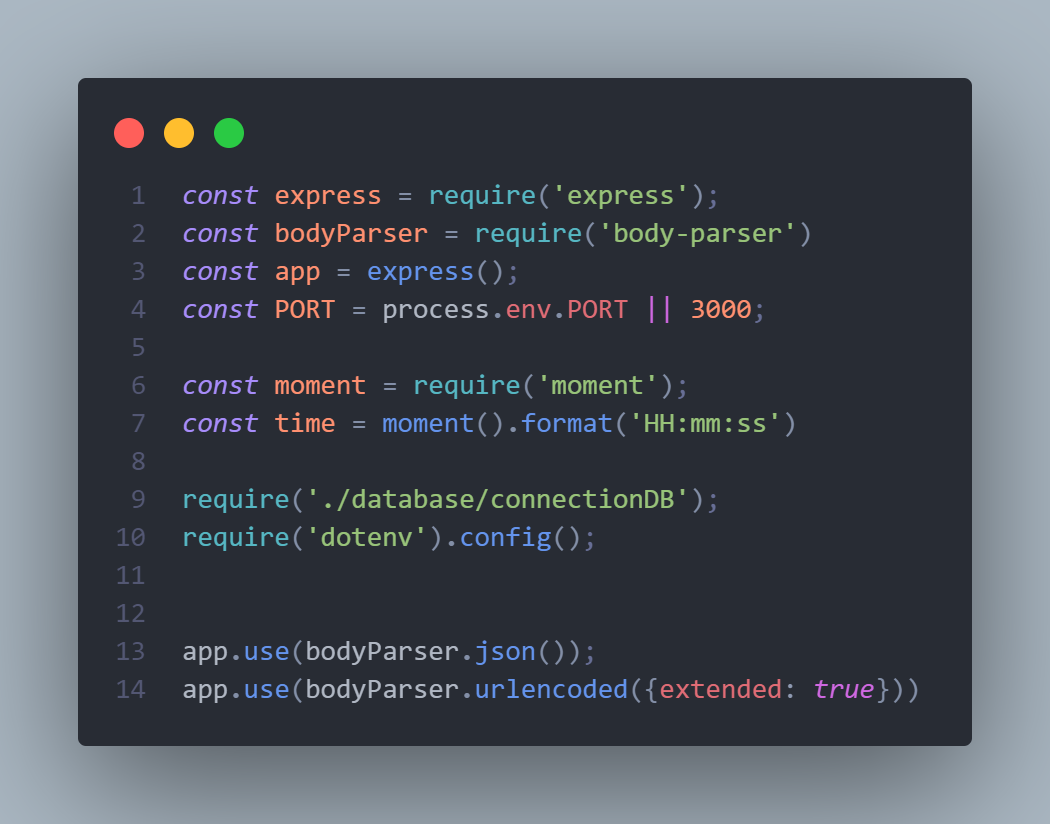 1 const express = require('express');
2 const bodyParser = require('body-parser')
3 const app = express();
4 const PORT = process.env.PORT || 3000;
5
6 const moment = require('moment');
7 const time = moment().format('HH:mm:ss')
8
9 require('./database/connectionDB');
10 require('dotenv').config();
11
12
13 app.use(bodyParser.json());
14 app.use(bodyParser.urlencoded({extended: true}))